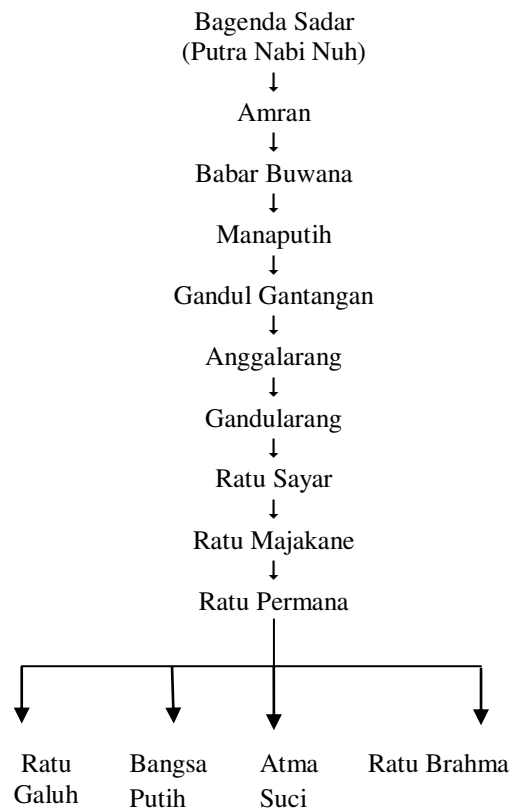 Bagenda Sadar
(Putra Nabi Nuh)
Amran
Babar Buwana
Manaputih
Gandul Gantangan
Anggalarang
Gandularang
Ratu Sayar
Ratu Majakane
Ratu Permana
Ratu Galuh
Bangsa Putih
Atma Suci
Ratu Brahma